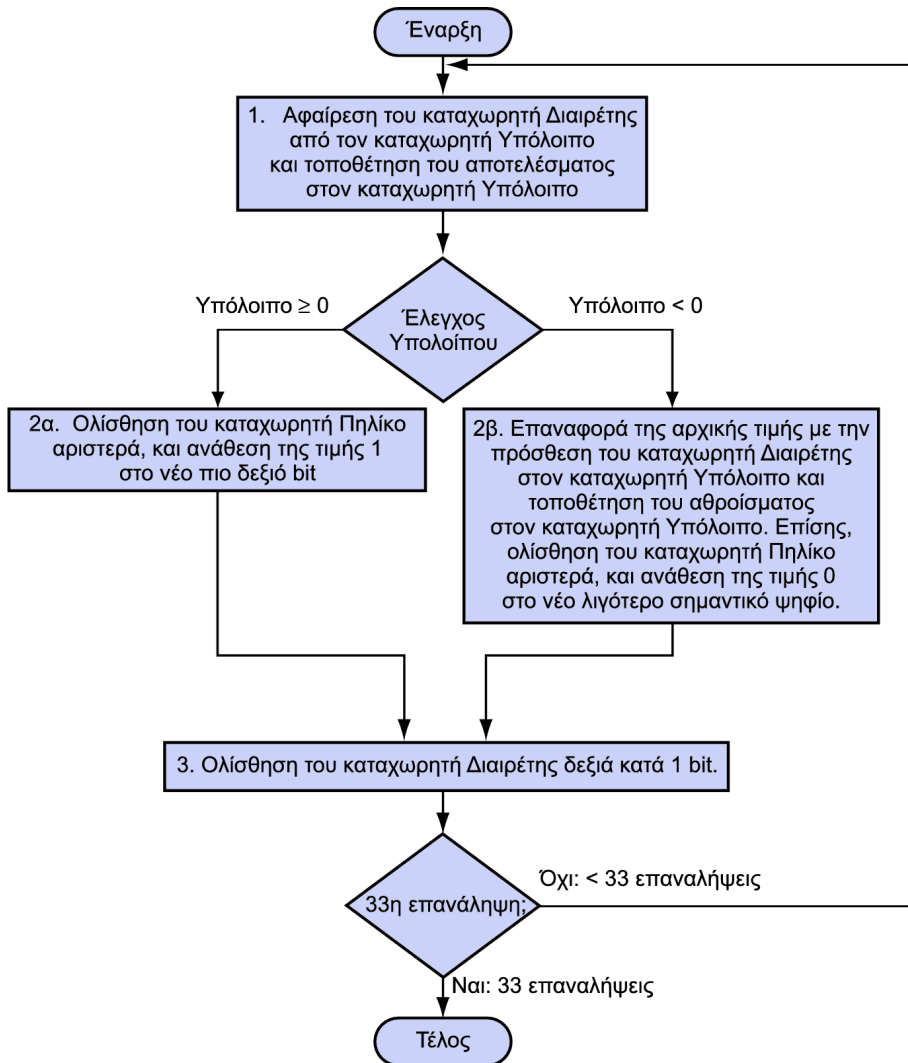 Έναρξη
1. Αφαίρεση του καταχωρητή Διαιρέτης
από τον καταχωρητή Υπόλοιπο
και τοποθέτηση του αποτελέσματος
στον καταχωρητή Υπόλοιπο
Υπόλοιπο ≥ 0
Έλεγχος
Υπολοίπου
Υπόλοιπο < 0
2α. Ολίσθηση του καταχωρητή Πηλίκο
αριστερά, και ανάθεση της τιμής 1
στο νέο πιο δεξιό bit
2β. Επαναφορά της αρχικής τιμής με την
πρόσθεση του καταχωρητή Διαιρέτης
στον καταχωρητή Υπόλοιπο και
τοποθέτηση του αθροίσματος
στον καταχωρητή Υπόλοιπο. Επίσης,
ολίσθηση του καταχωρητή Πηλίκο
αριστερά, και ανάθεση της τιμής 0
στο νέο λιγότερο σημαντικό ψηφίο.
3. Ολίσθηση του καταχωρητή Διαιρέτης δεξιά κατά 1 bit.
33η επανάληψη;
Όχι: < 33 επαναλήψεις
Ναι: 33 επαναλήψεις
Τέλος